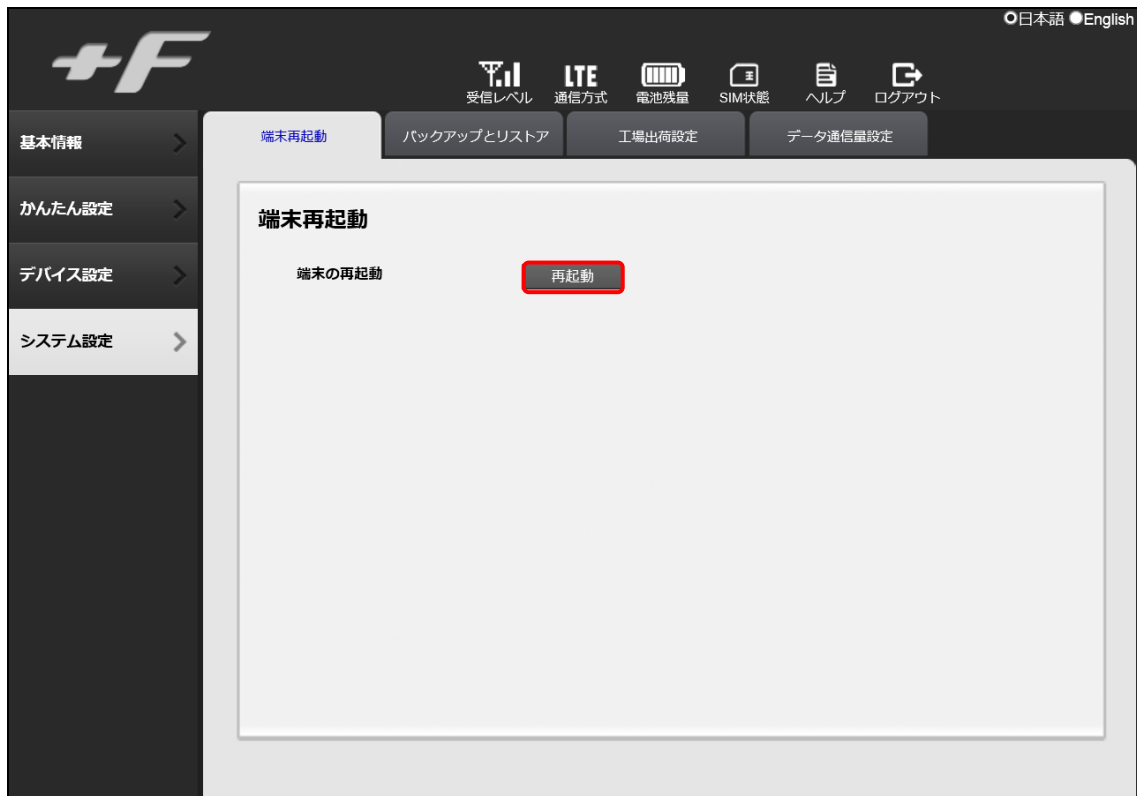 日本語 English
+F
LTE
受信レベル 通信方式 電池残量 SIM状態 ヘルプ ログアウト
基本情報
かんたん設定
デバイス設定
システム設定
端末再起動 バックアップとリストア 工場出荷設定 データ通信量設定
端末再起動
端末の再起動 再起動